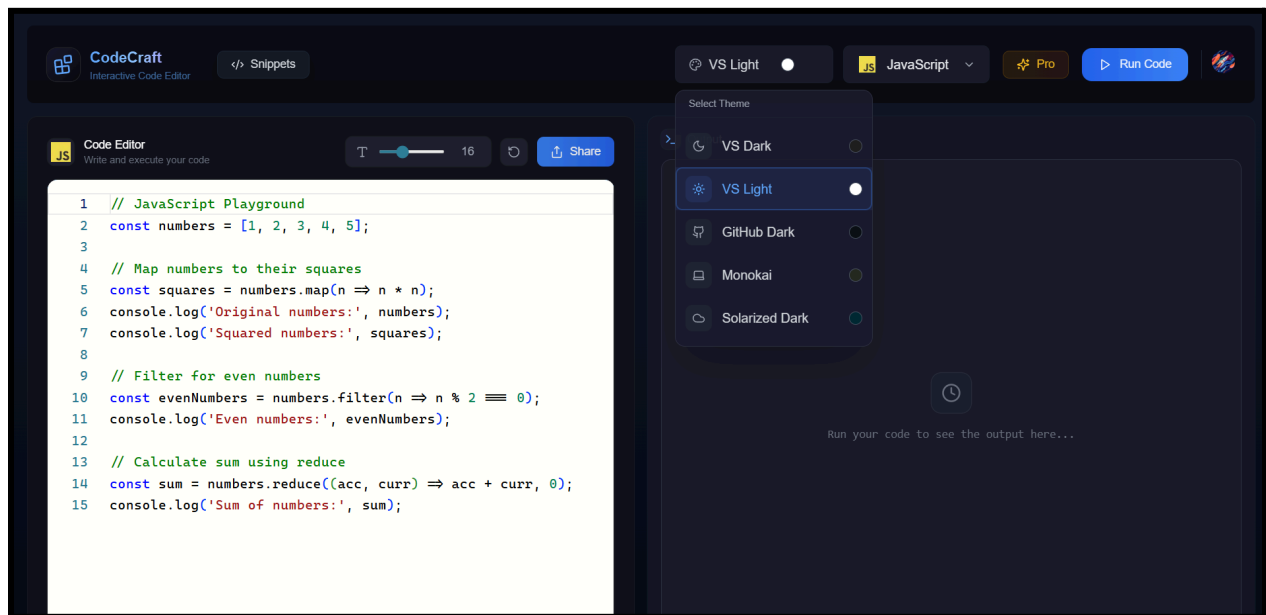 CodeCraft
Interactive Code Editor
</> Snippets
VS Light
JS JavaScript
Pro
Run Code
Select Theme
VS Dark
VS Light
GitHub Dark
Monokai
Solarized Dark
JS Code Editor
Write and execute your code
T 16
Share
1 // JavaScript Playground
2 const numbers = [1, 2, 3, 4, 5];
3
4 // Map numbers to their squares
5 const squares = numbers.map(n => n * n);
6 console.log('Original numbers:', numbers);
7 console.log('Squared numbers:', squares);
8
9 // Filter for even numbers
10 const evenNumbers = numbers.filter(n => n % 2 === 0);
11 console.log('Even numbers:', evenNumbers);
12
13 // Calculate sum using reduce
14 const sum = numbers.reduce((acc, curr) => acc + curr, 0);
15 console.log('Sum of numbers:', sum);
>_
Run your code to see the output here...